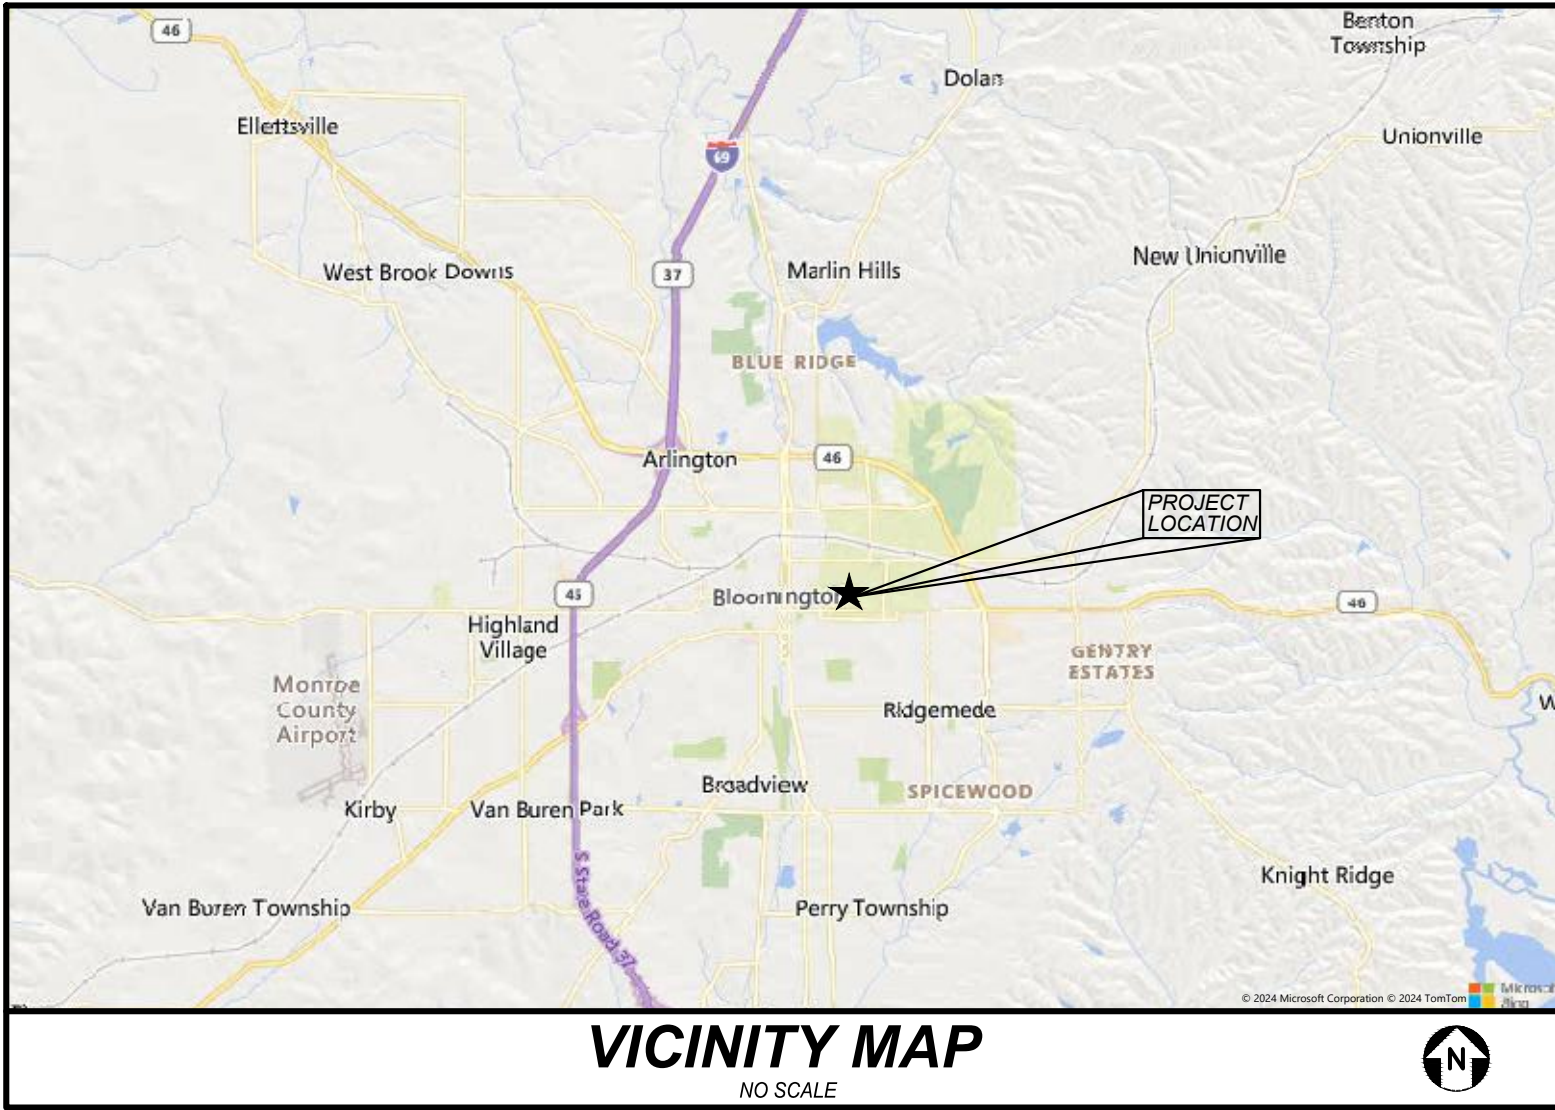 46
Benton
Township
Dolan
Ellettsville
Unionville
69
New Unionville
West Brook Downs
37
Marlin Hills
BLUE RIDGE
Arlington
46
PROJECT
LOCATION
45
Bloomington
46
Highland
Village
GENTRY
ESTATES
Monroe
County
Airport
Ridgemede
W
Broadview
SPICEWOOD
Kirby
Van Buren Park
S State Road 37
Knight Ridge
Van Buren Township
Perry Township
© 2024 Microsoft Corporation © 2024 TomTom
Microsof
Bing
VICINITY MAP
NO SCALE
N